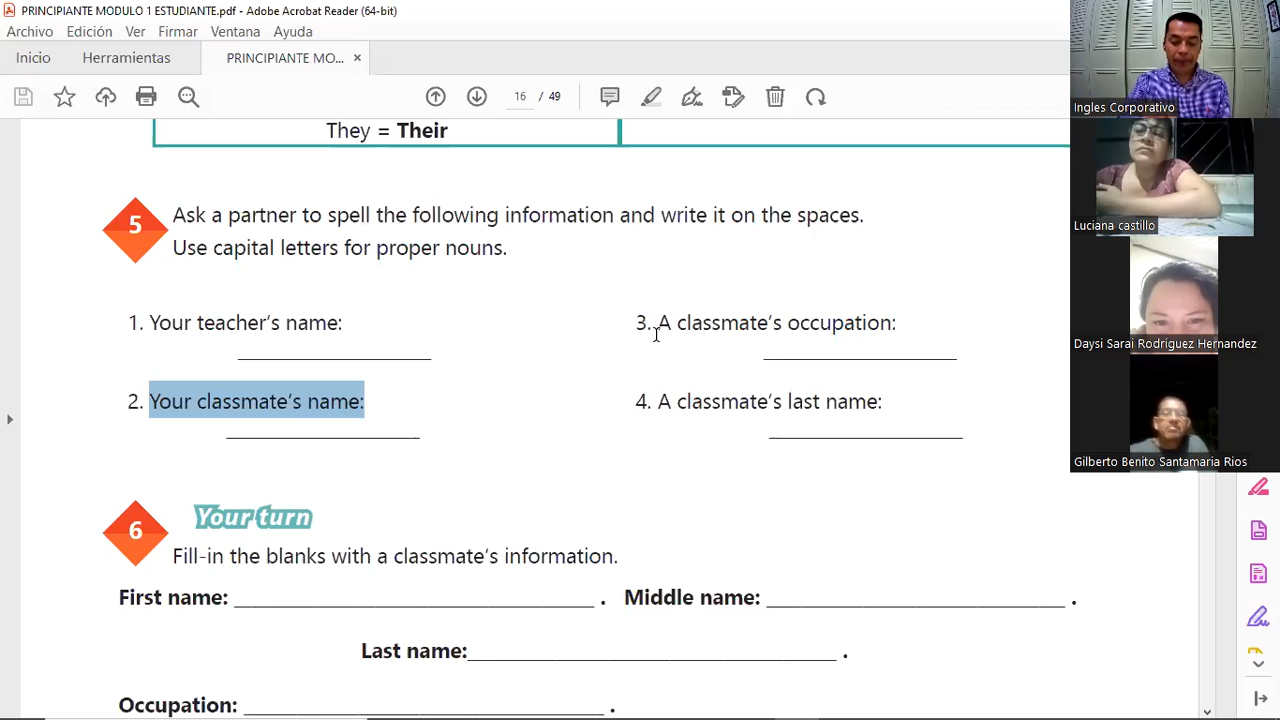 PRINCIPIANTE MODULO 1 ESTUDIANTE.pdf - Adobe Acrobat Reader (64-bit)
Archivo Edición Ver Firmar Ventana Ayuda
Inicio Herramientas PRINCIPIANTE MO... ×
16 / 49
They = Their
5 Ask a partner to spell the following information and write it on the spaces.
Use capital letters for proper nouns.
1. Your teacher's name:
2. Your classmate's name:
3. A classmate's occupation:
4. A classmate's last name:
6 Your turn
Fill-in the blanks with a classmate's information.
First name: ____ . Middle name: ____ .
Last name:____ .
Occupation: ____ .
Ingles Corporativo
Luciana castillo
Daysi Sarai Rodriguez Hernandez
Gilberto Benito Santamaria Rios